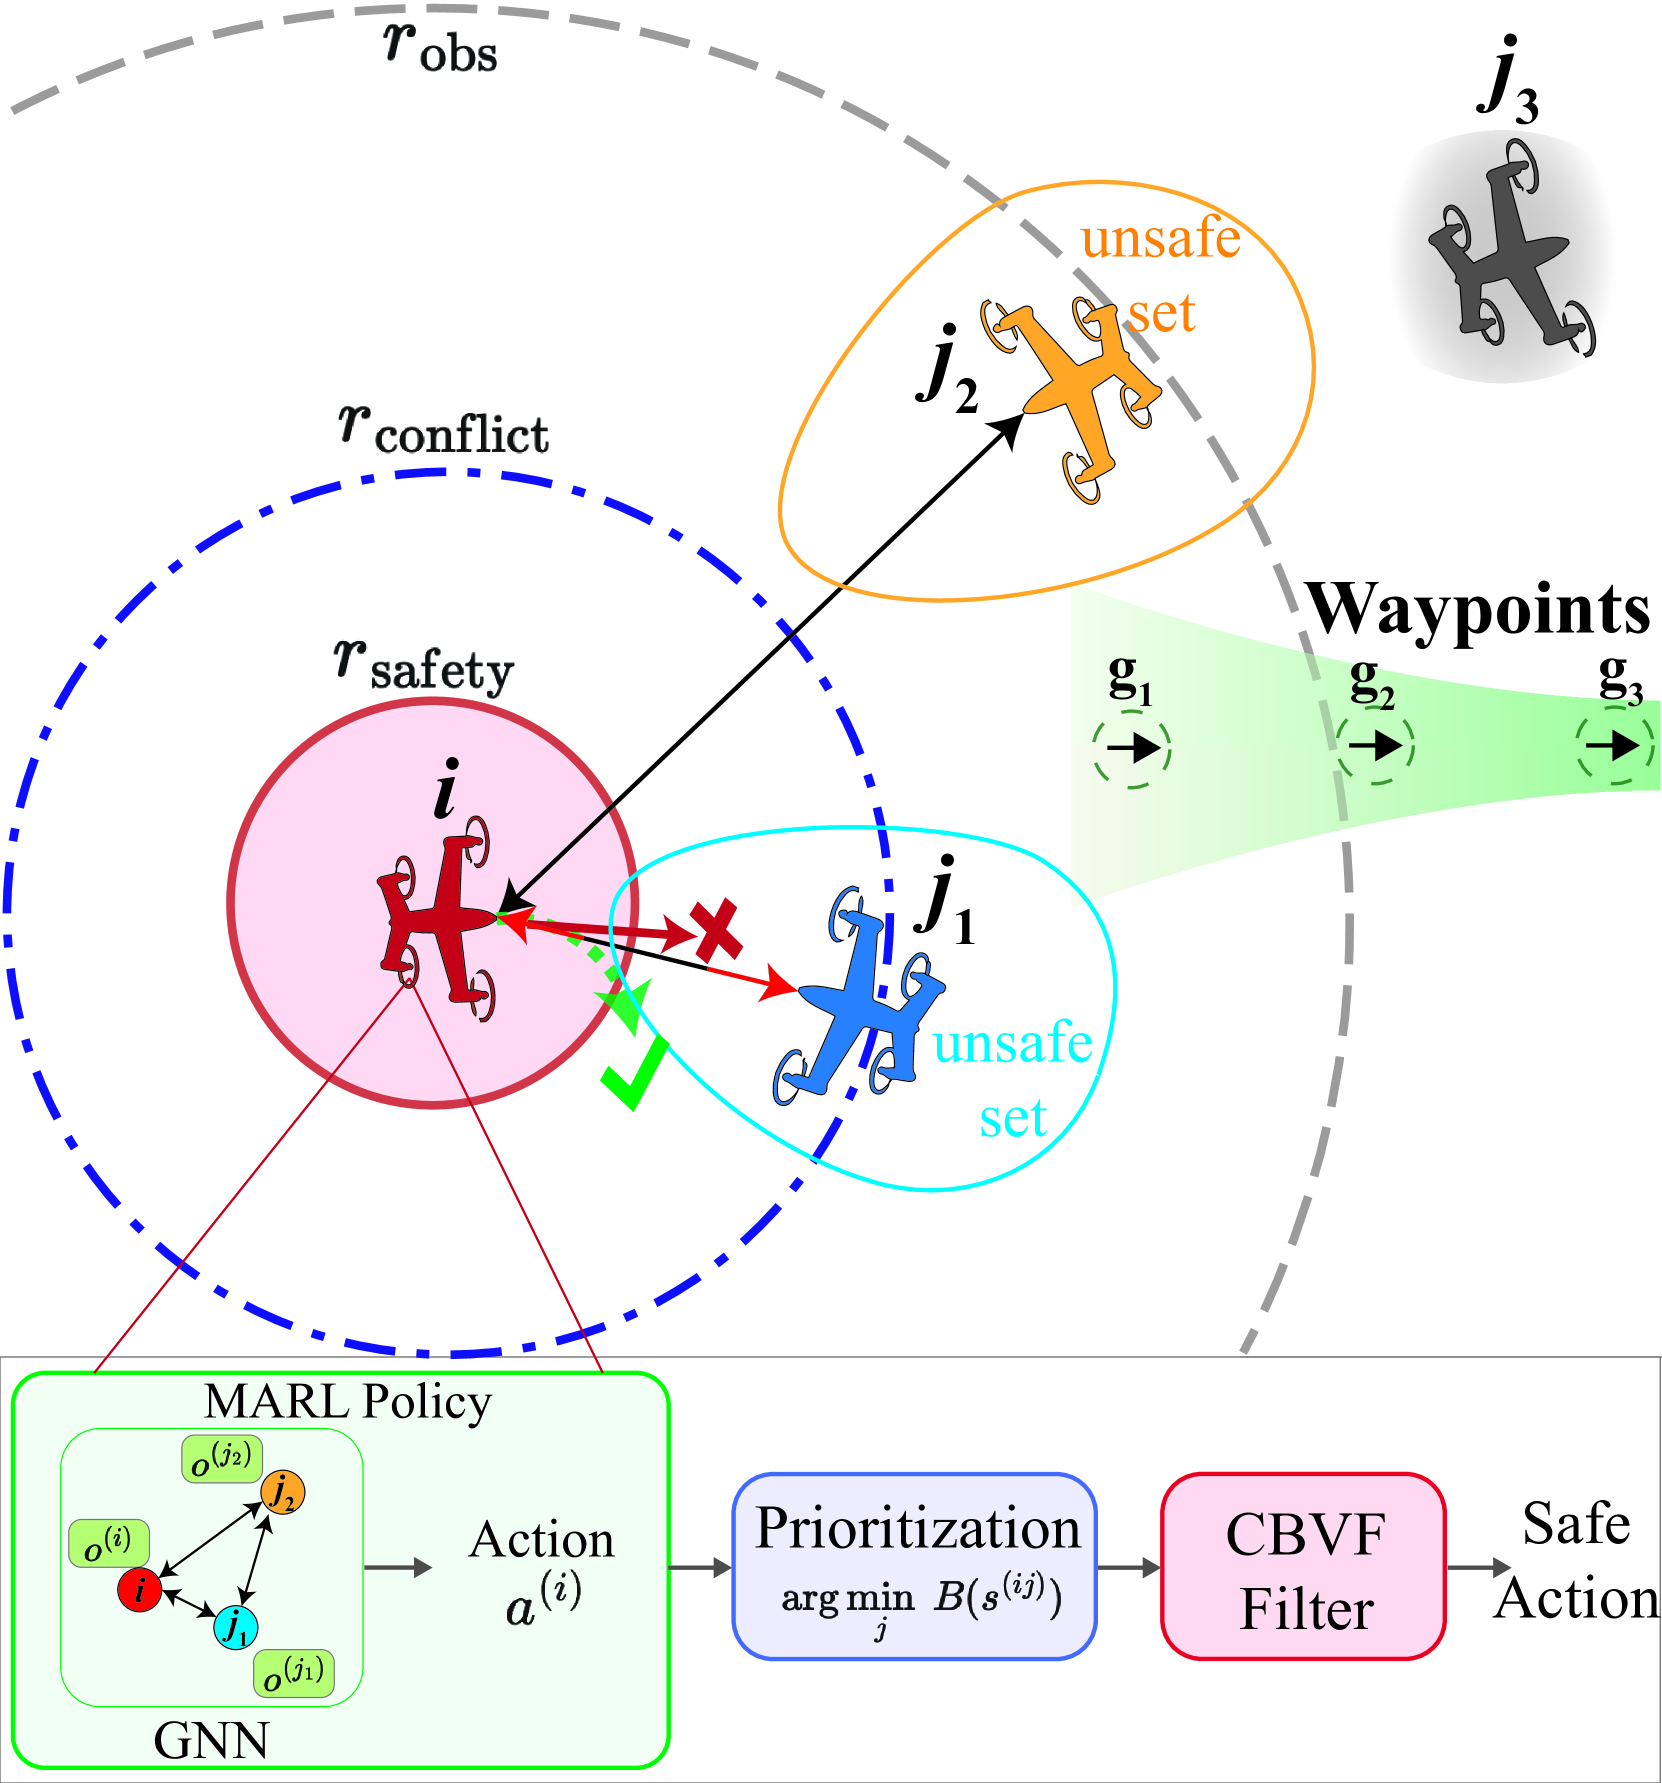 r_obs
j_3
unsafe
set
j_2
r_conflict
Waypoints
r_safety
g_1 g_2 g_3
i
j_1
unsafe
set
MARL Policy
o^(j_2)
j_2
o^(i)
i
j_1
o^(j_1)
GNN
Action
a^(i)
Prioritization
arg min_j B(s^(ij))
CBVF
Filter
Safe
Action